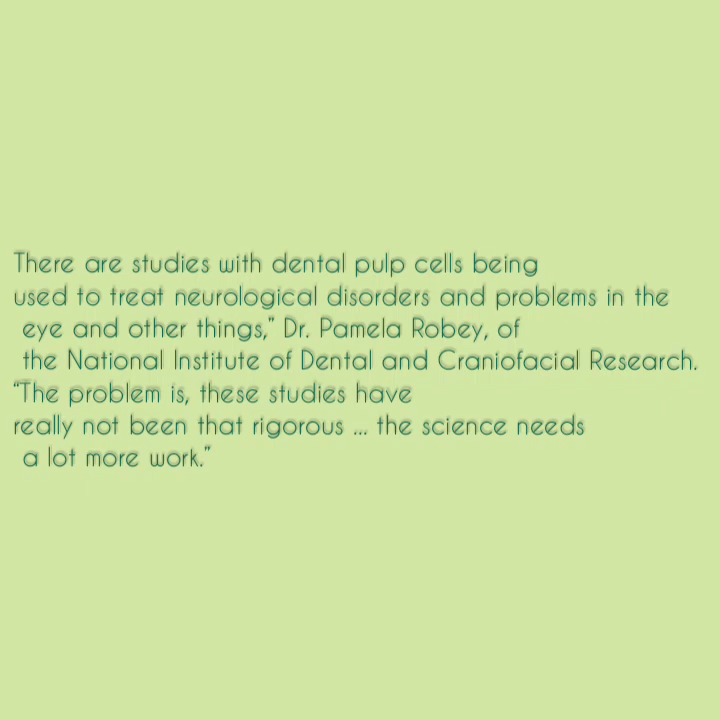 There are studies with dental pulp cells being
used to treat neurological disorders and problems in the
eye and other things,” Dr. Pamela Robey, of
the National Institute of Dental and Craniofacial Research.
“The problem is, these studies have
really not been that rigorous ... the science needs
a lot more work.”